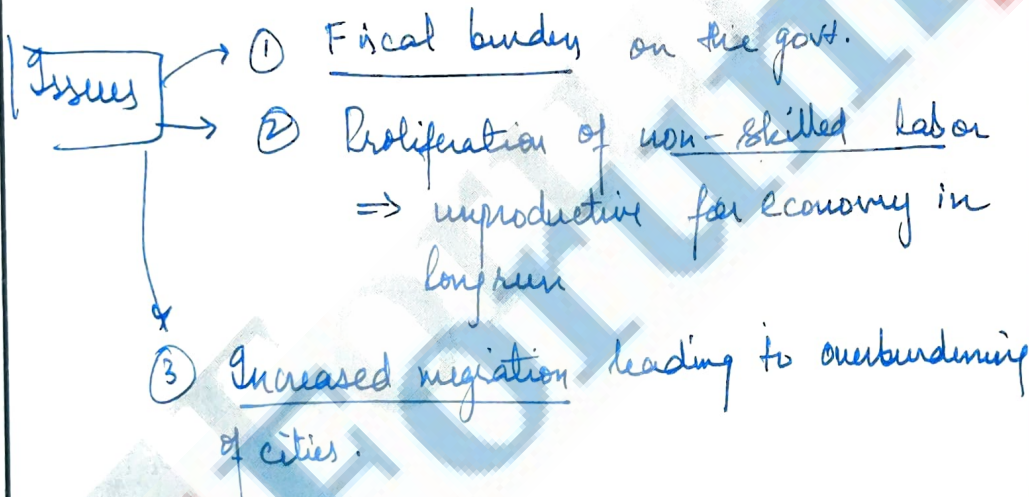 Issues
① Fiscal burden on the govt.
② Proliferation of non-skilled labor
⇒ unproductive for economy in
long run
③ Increased migration leading to overburdening
of cities.
Forum